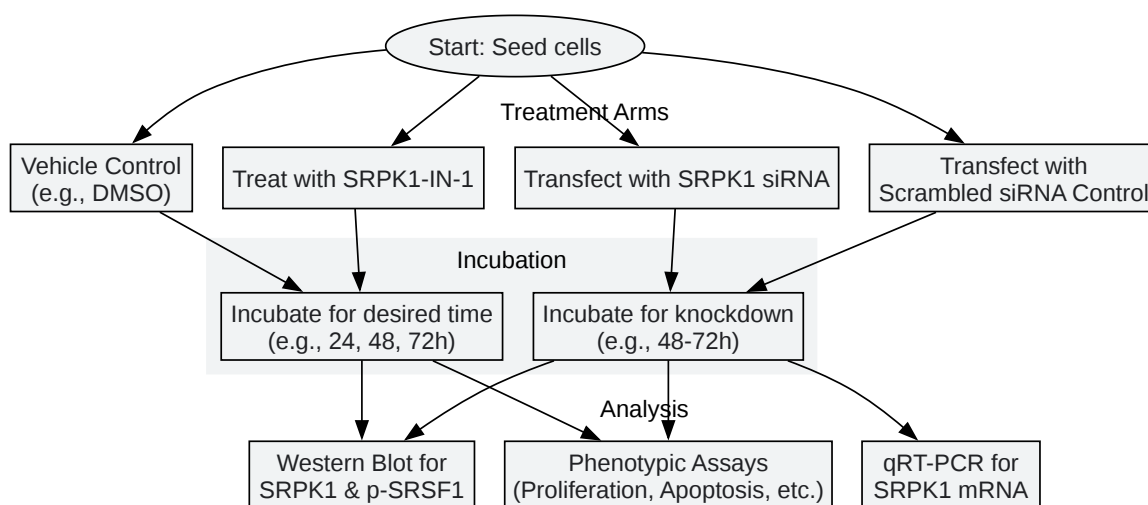 Start: Seed cells
Treatment Arms
Vehicle Control
(e.g., DMSO)
Treat with SRPK1-IN-1
Transfect with SRPK1 siRNA
Transfect with
Scrambled siRNA Control
Incubation
Incubate for desired time
(e.g., 24, 48, 72h)
Incubate for knockdown
(e.g., 48-72h)
Analysis
Western Blot for
SRPK1 & p-SRSF1
Phenotypic Assays
(Proliferation, Apoptosis, etc.)
qRT-PCR for
SRPK1 mRNA